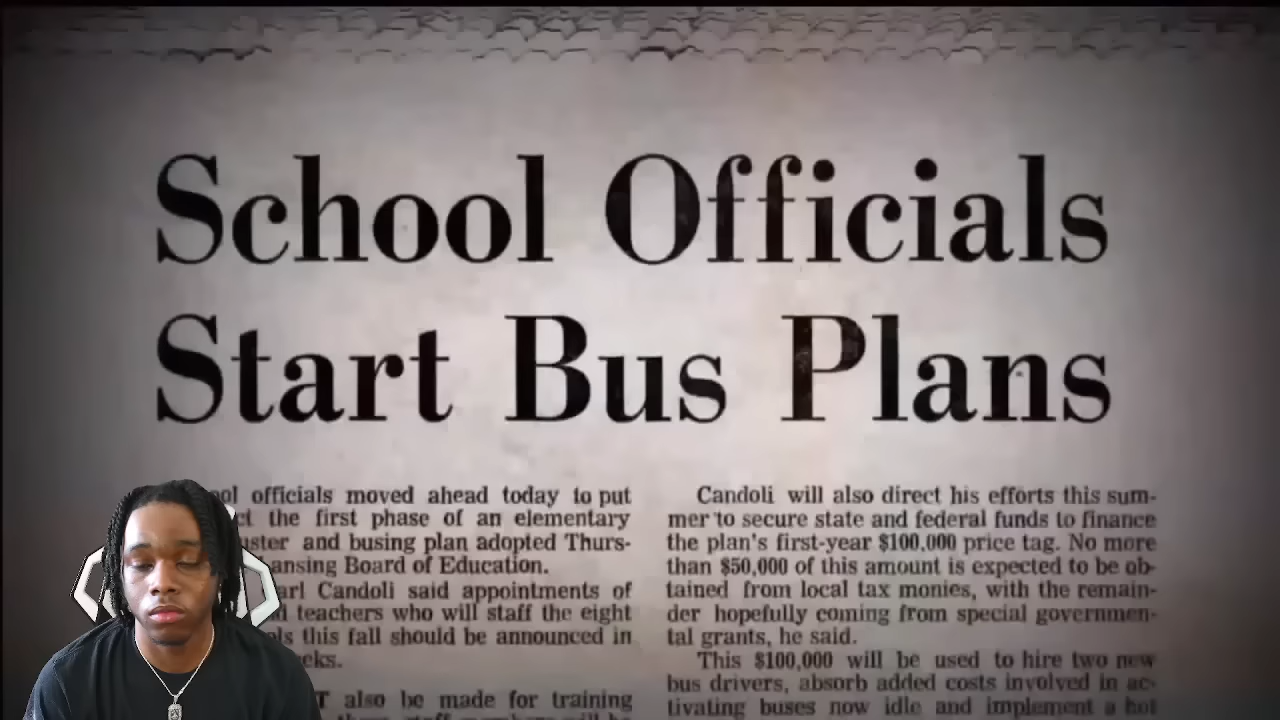 School Officials
Start Bus Plans
officials moved ahead today to put
the first phase of an elementary
and busing plan adopted Thurs-
Board of Education.
Candoli said appointments of
teachers who will staff the eight
this fall should be announced in
also be made for training
Candoli will also direct his efforts this sum-
mer to secure state and federal funds to finance
the plan's first-year $100,000 price tag. No more
than $50,000 of this amount is expected to be ob-
tained from local tax monies, with the remain-
der hopefully coming from special governmen-
tal grants, he said.
This $100,000 will be used to hire two new
bus drivers, absorb added costs involved in ac-
tivating buses now idle and implement a hot